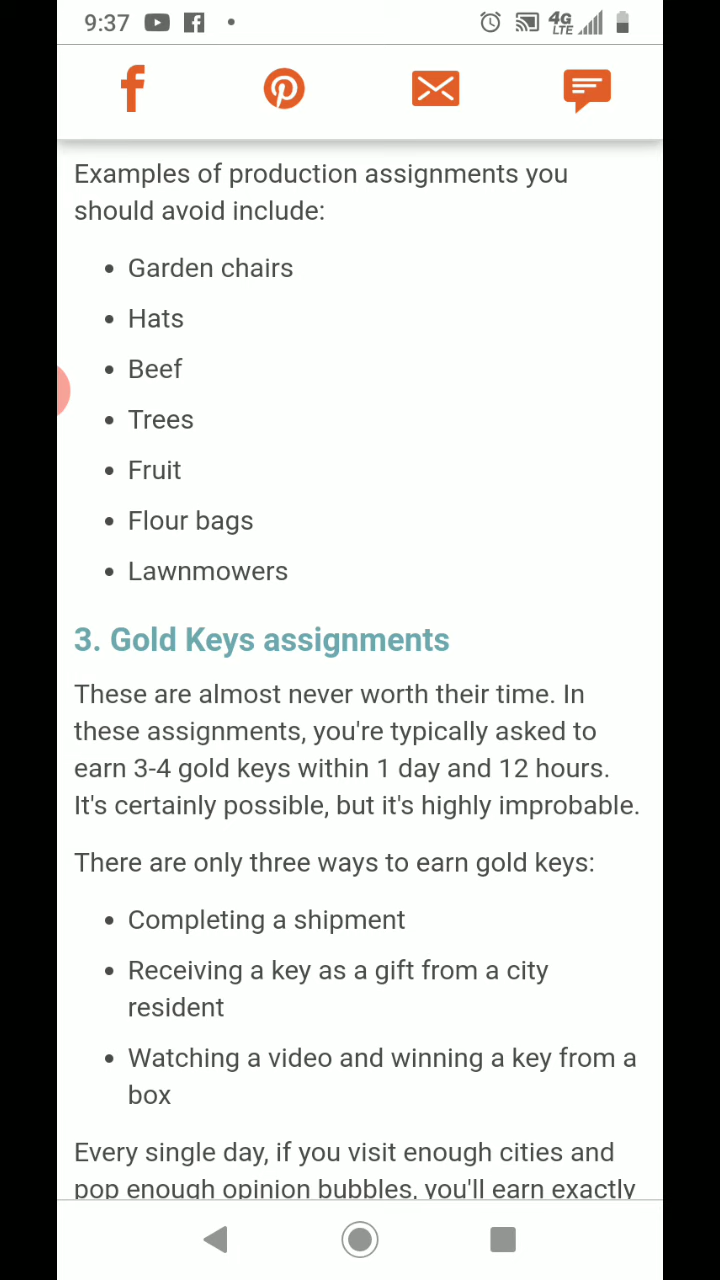 9:37
4G
LTE
Examples of production assignments you
should avoid include:
• Garden chairs
• Hats
• Beef
• Trees
• Fruit
• Flour bags
• Lawnmowers
3. Gold Keys assignments
These are almost never worth their time. In
these assignments, you're typically asked to
earn 3-4 gold keys within 1 day and 12 hours.
It's certainly possible, but it's highly improbable.
There are only three ways to earn gold keys:
• Completing a shipment
• Receiving a key as a gift from a city
resident
• Watching a video and winning a key from a
box
Every single day, if you visit enough cities and
pop enough opinion bubbles, you'll earn exactly